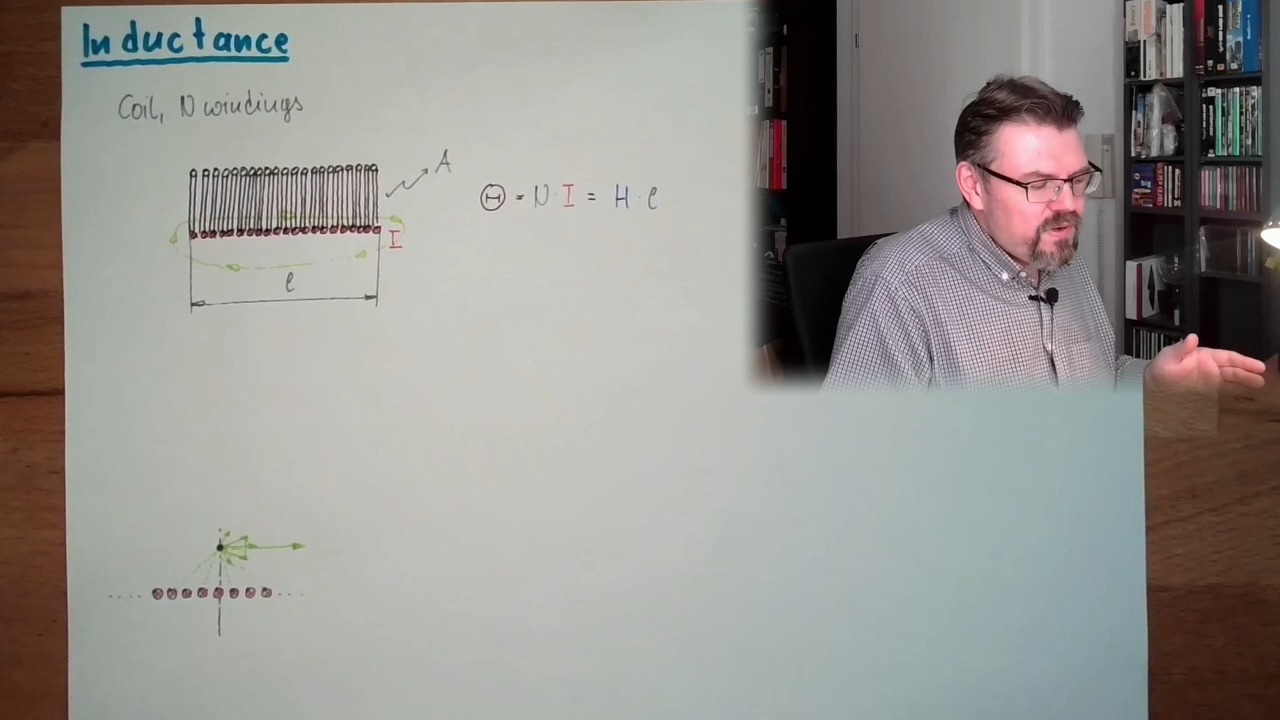 Inductance
Coil, N windings
A
Θ = N · I = H · l
I
l